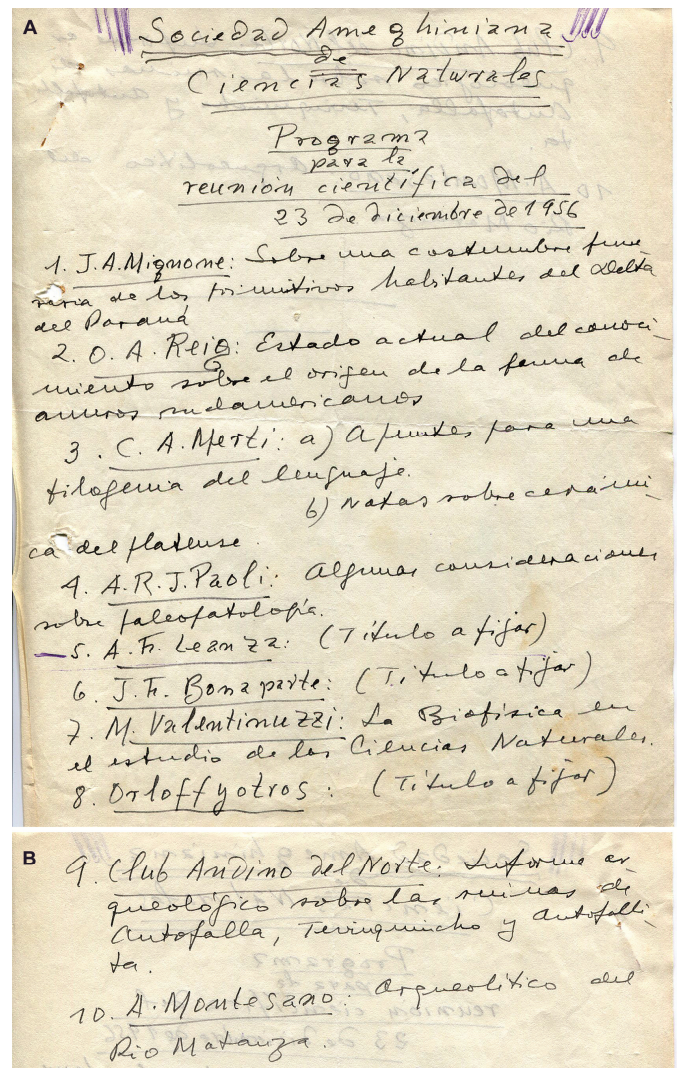 A
Sociedad Ameghiniana
de
Ciencias Naturales
Programa
para la
reunión científica del
23 de diciembre de 1956
1. J.A. Mignone: Sobre una costumbre fune-
raria de los primitivos habitantes del Delta
del Paraná
2. O. A. Reig: Estado actual del conoci-
miento sobre el origen de la fauna de
anuros sudamericanos
3. C. A. Merti: a) Apuntes para una
filogenia del lenguaje.
b) Notas sobre cerámi-
ca del platense.
4. A.R.J. Paoli: Algunas consideraciones
sobre paleopatología.
5. A. F. Leanza: (Título a fijar)
6. J. F. Bonaparte: (Título a fijar)
7. M. Valentinuzzi: La Biofísica en
el estudio de las Ciencias Naturales.
8. Orloff y otros: (Título a fijar)
B
9. Club Andino del Norte: Informe ar
queológico sobre las ruinas de
Antofalla, Tevinquincho y Antofalli-
ta.
10. A. Montesano: Arqueolítico del
Río Matanza.